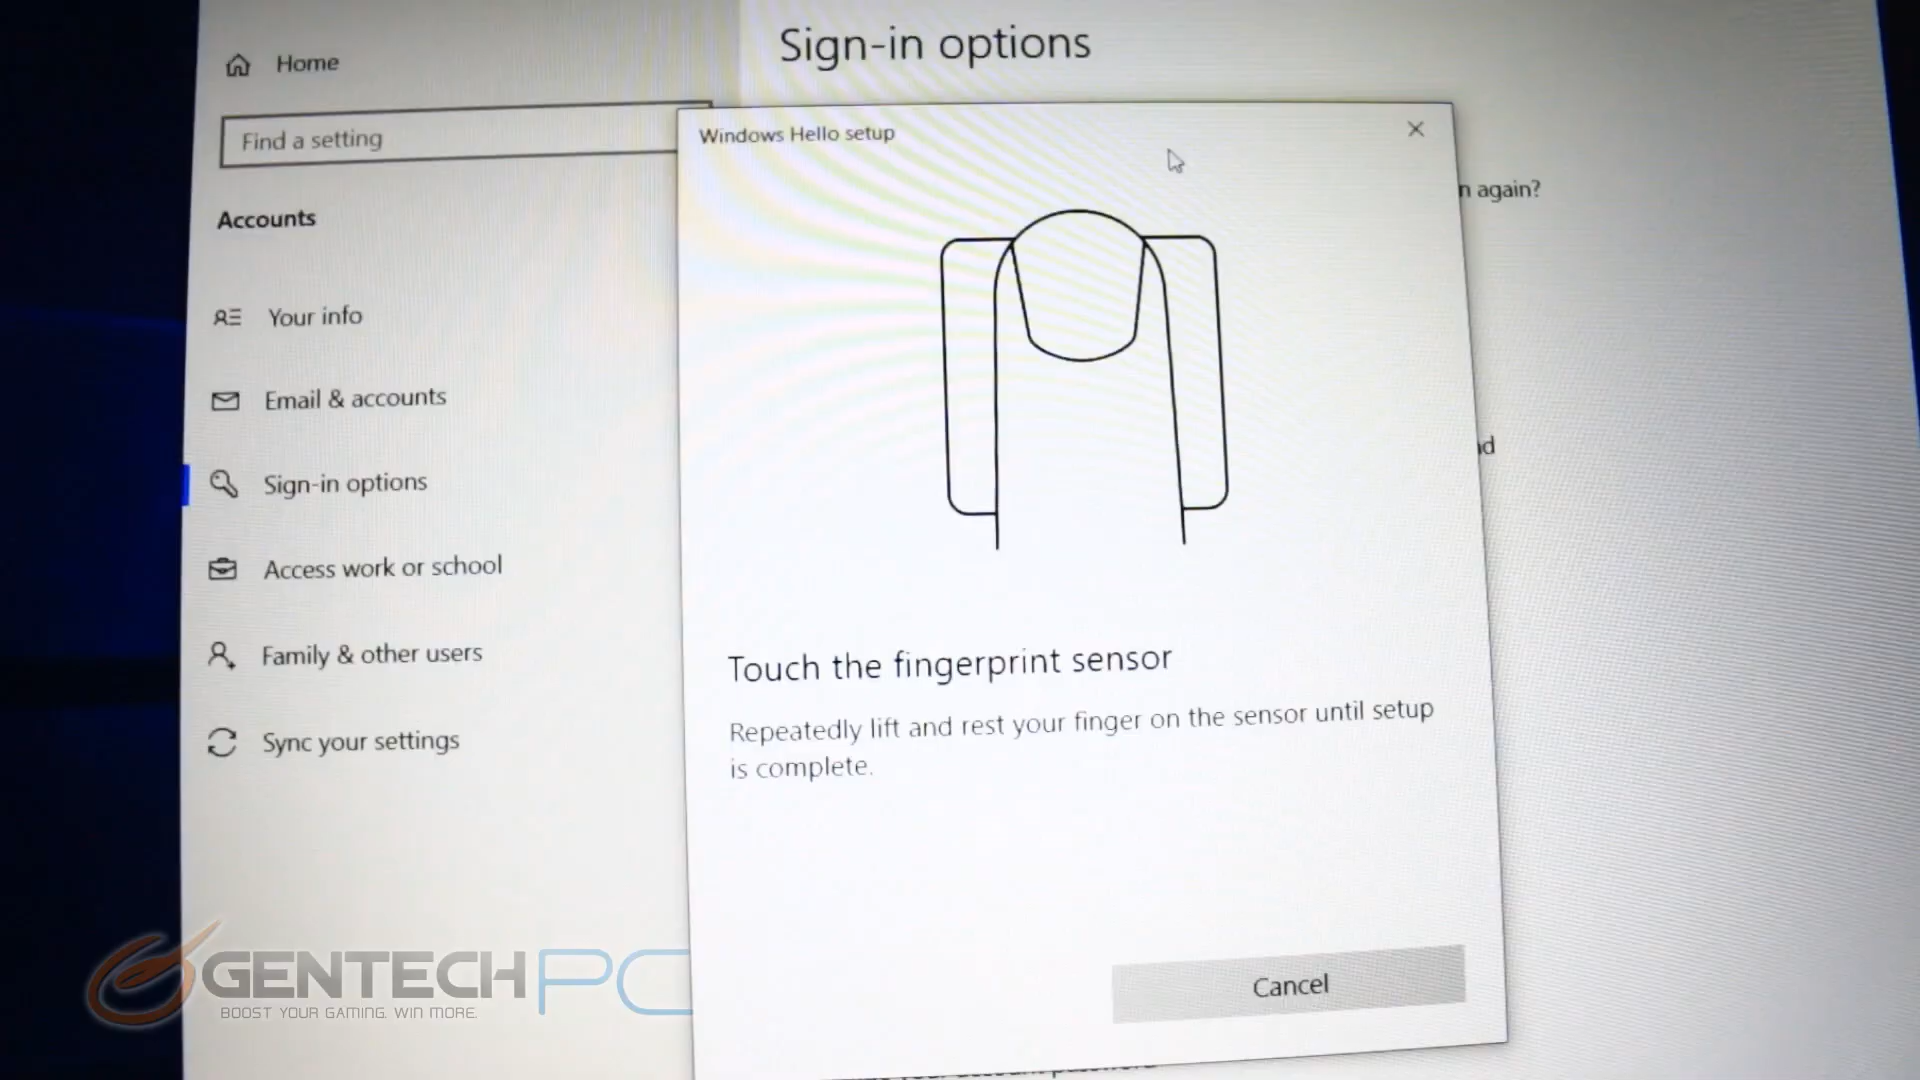 Home
Sign-in options
Find a setting
Windows Hello setup
n again?
Accounts
Your info
Email & accounts
Sign-in options
Access work or school
Family & other users
Sync your settings
Touch the fingerprint sensor
Repeatedly lift and rest your finger on the sensor until setup
is complete.
Cancel
GENTECH PC
BOOST YOUR GAMING. WIN MORE.